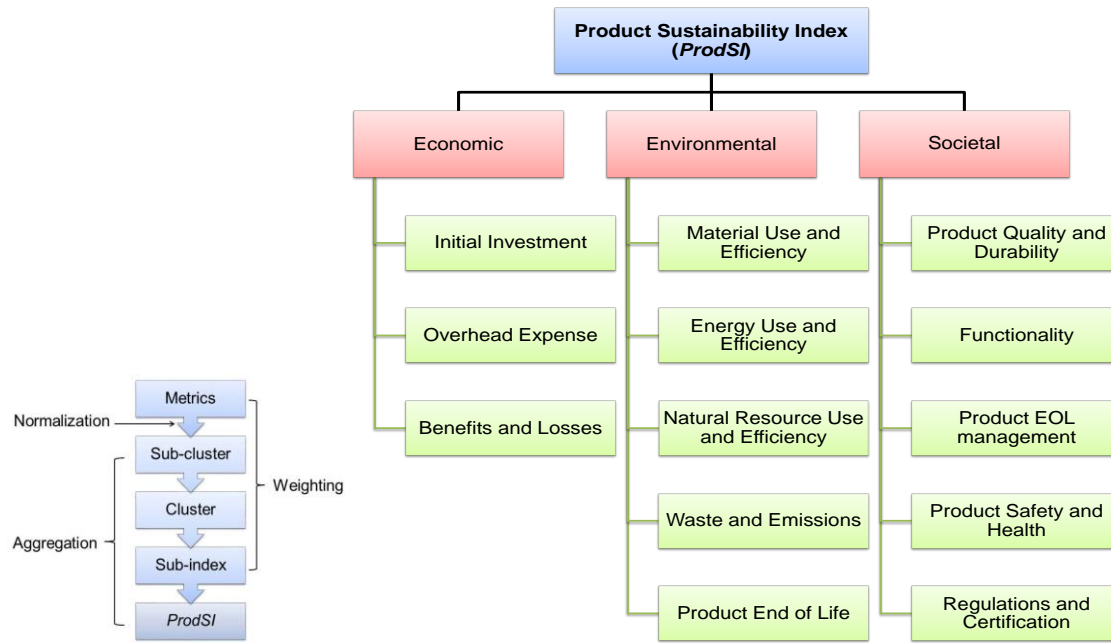 Product Sustainability Index
(ProdSI)
Economic
Environmental
Societal
Initial Investment
Overhead Expense
Benefits and Losses
Material Use and
Efficiency
Energy Use and
Efficiency
Natural Resource Use
and Efficiency
Waste and Emissions
Product End of Life
Product Quality and
Durability
Functionality
Product EOL
management
Product Safety and
Health
Regulations and
Certification
Metrics
Normalization
Sub-cluster
Weighting
Cluster
Aggregation
Sub-index
ProdSI